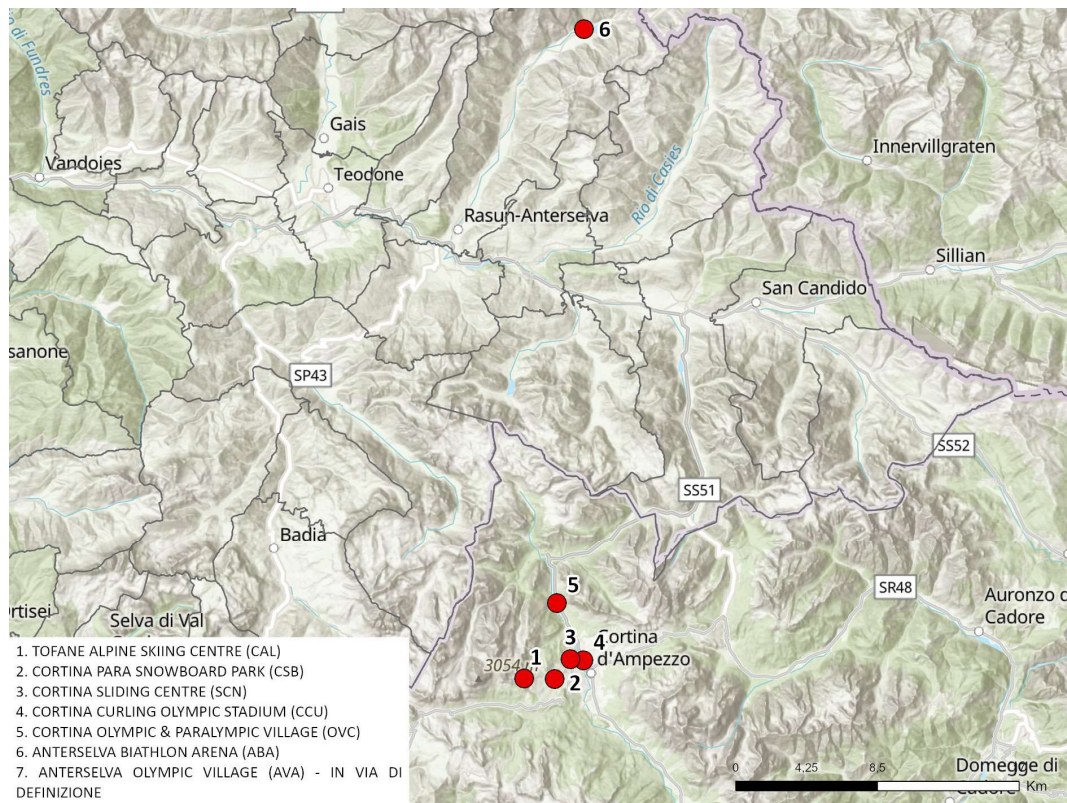 6
Rio di Fundres
Gais
Vandoies
Innervillgraten
Teodone
Rio di Casies
Rasun-Anterselva
Sillian
San Candido
sanone
SP43
SS52
SS51
Badia
SR48
5
Auronzo d
Cadore
Ortisei
Selva di Val
3
4
Cortina
d'Ampezzo
3054 m
1
2
1. TOFANE ALPINE SKIING CENTRE (CAL)
2. CORTINA PARA SNOWBOARD PARK (CSB)
3. CORTINA SLIDING CENTRE (SCN)
4. CORTINA CURLING OLYMPIC STADIUM (CCU)
5. CORTINA OLYMPIC & PARALYMPIC VILLAGE (OVC)
6. ANTERSELVA BIATHLON ARENA (ABA)
7. ANTERSELVA OLYMPIC VILLAGE (AVA) - IN VIA DI
DEFINIZIONE
Domegge di
Cadore
0 4,25 8,5 17
Km